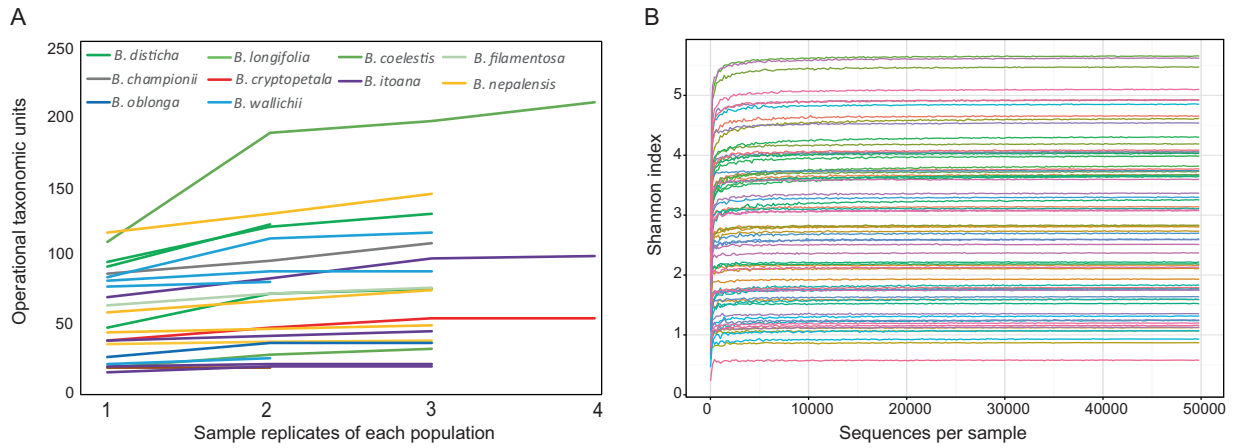 A
250
200
150
100
50
0
B. disticha B. longifolia B. coelestis B. filamentosa
B. championii B. cryptopetala B. itoana B. nepalensis
B. oblonga B. wallichii
Operational taxonomic units
1 2 3 4
Sample replicates of each population
B
5
4
3
2
1
0
Shannon index
0 10000 20000 30000 40000 50000
Sequences per sample